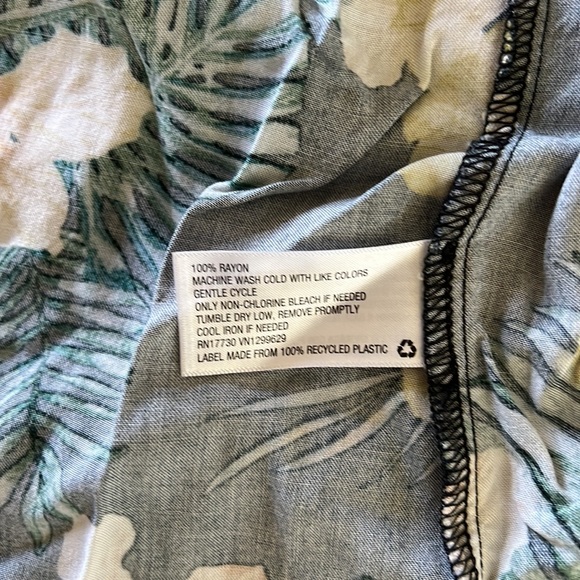 100% RAYON
MACHINE WASH COLD WITH LIKE COLORS
GENTLE CYCLE
ONLY NON-CHLORINE BLEACH IF NEEDED
TUMBLE DRY LOW, REMOVE PROMPTLY
COOL IRON IF NEEDED
RN17730 VN1299629
LABEL MADE FROM 100% RECYCLED PLASTIC